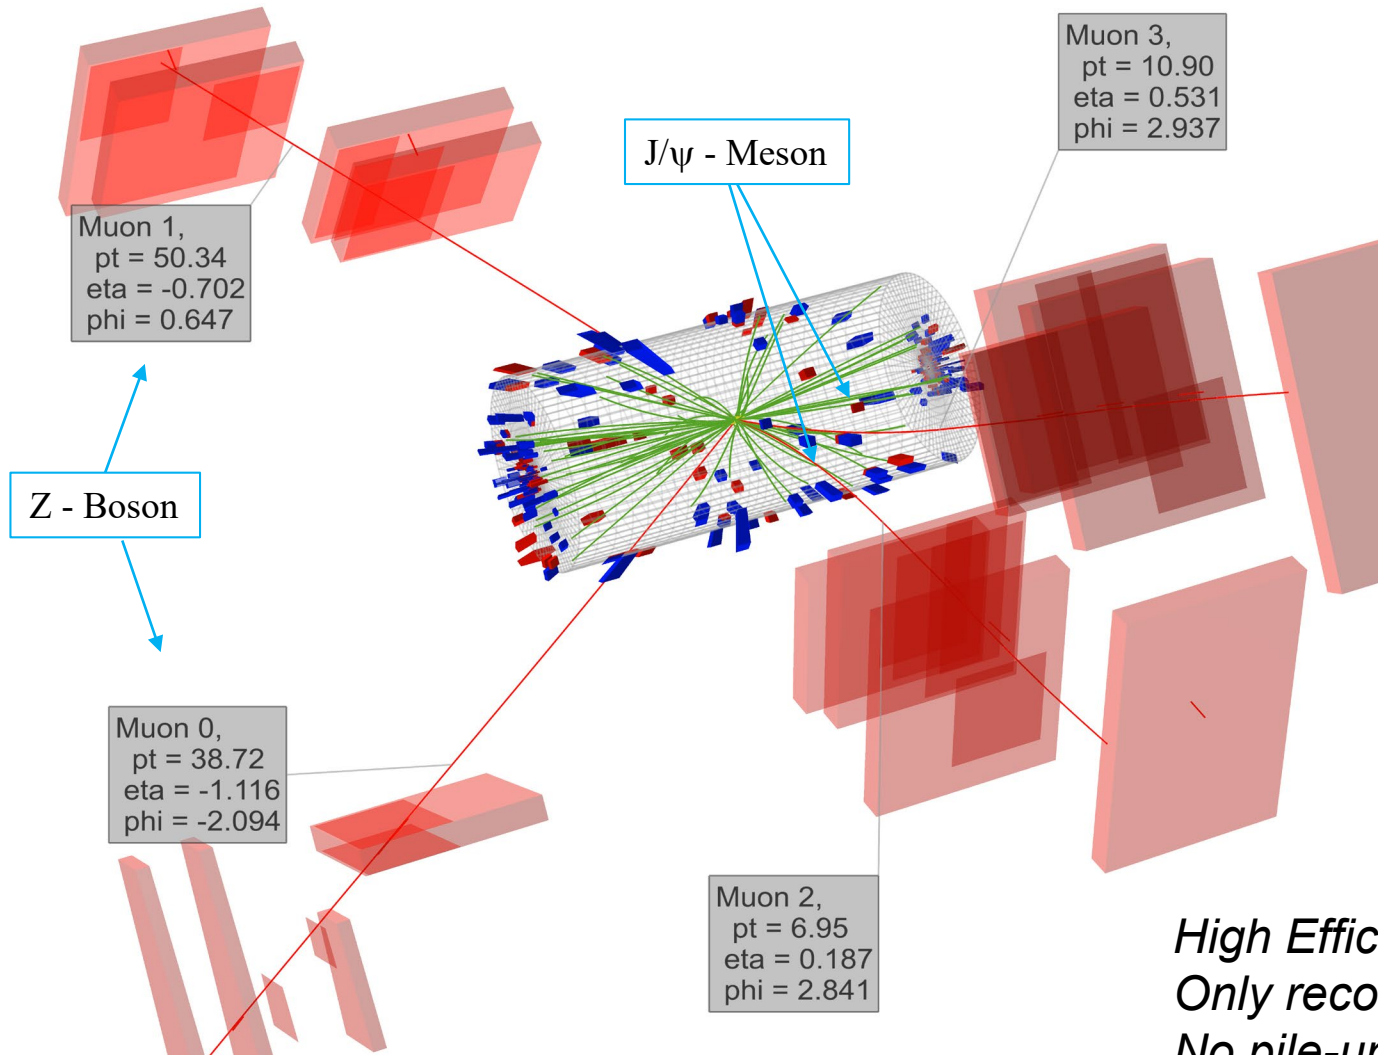 Muon 3,
pt = 10.90
eta = 0.531
phi = 2.937
J/ψ - Meson
Muon 1,
pt = 50.34
eta = -0.702
phi = 0.647
Z - Boson
Muon 0,
pt = 38.72
eta = -1.116
phi = -2.094
Muon 2,
pt = 6.95
eta = 0.187
phi = 2.841
High
Only
No